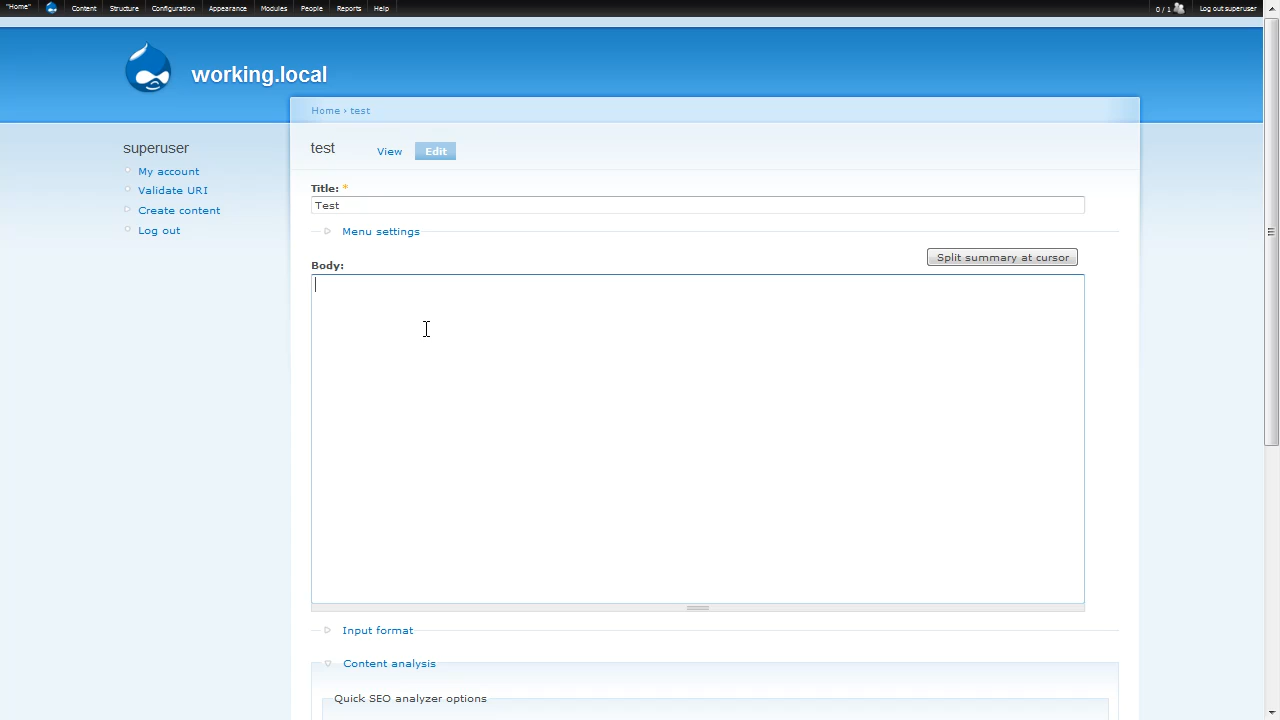 "Home" Content Structure Configuration Appearance Modules People Reports Help 0 / 1 Log out superuser
working.local
Home › test
superuser
test View Edit
My account
Validate URI
Create content
Log out
Title: *
Test
Menu settings
Split summary at cursor
Body:
Input format
Content analysis
Quick SEO analyzer options